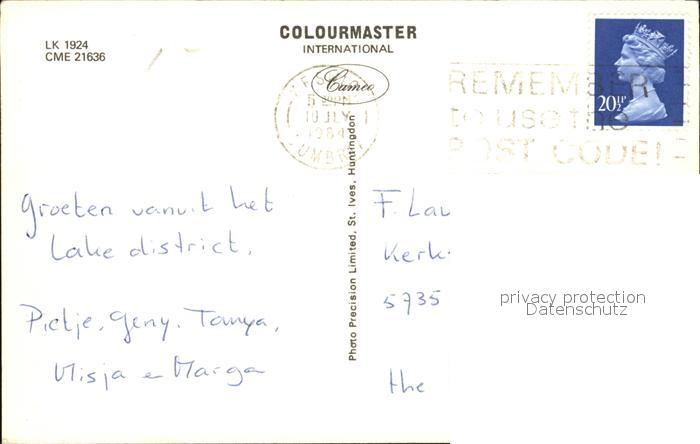 LK 1924
CME 21636
COLOURMASTER
INTERNATIONAL
Cameo
10 JLY
1984
UMBR
REMEMBER
to use the
POST CODE!
20½P
Groeten vanuit het
Lake district.
Pietje, Geny, Tanya,
Misja en Marga
Photo Precision Limited, St. Ives, Huntingdon
F. Lau
Kerk
5735
the
privacy protection
Datenschutz